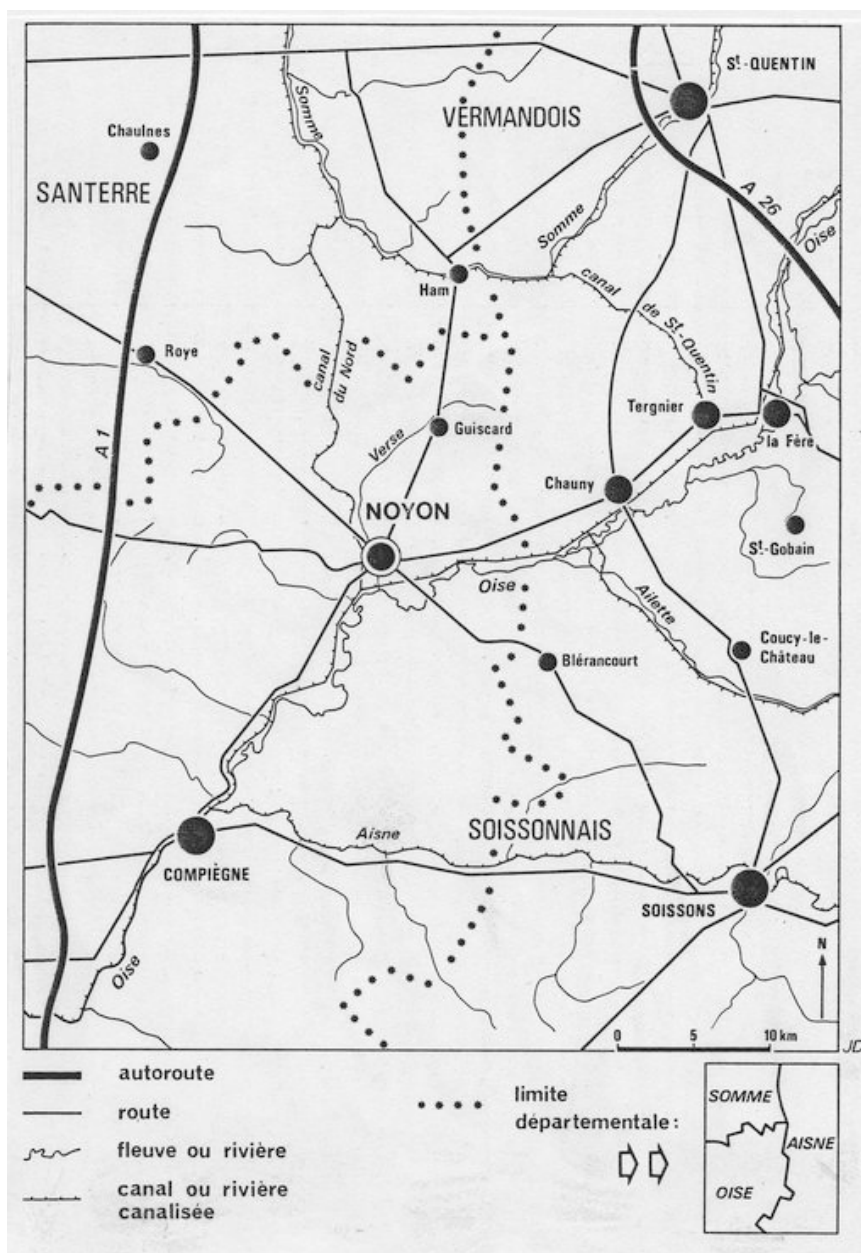 St-QUENTIN
Somme
VERMANDOIS
Chaulnes
SANTERRE
A 26
Oise
Somme
Ham
canal
de St-Quentin
canal
du Nord
Roye
Tergnier
la Fère
A 1
Verse
Guiscard
Chauny
NOYON
St-Gobain
Oise
Ailette
Blérancourt
Coucy-le-
Château
Aisne
SOISSONNAIS
COMPIÈGNE
SOISSONS
Oise
N
0 5 10 km
JD
autoroute
route
fleuve ou rivière
canal ou rivière
canalisée
limite
départementale :
SOMME
AISNE
OISE